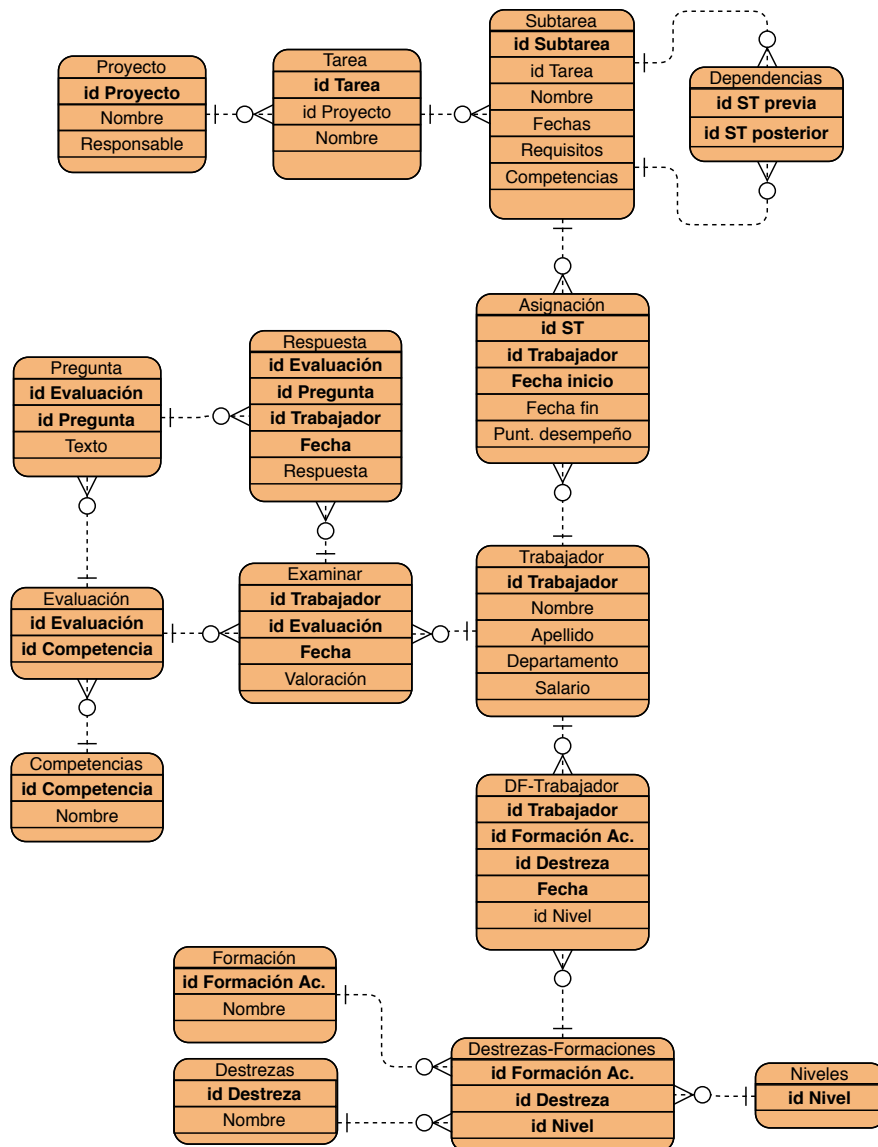 Proyecto
id Proyecto
Nombre
Responsable
Tarea
id Tarea
id Proyecto
Nombre
Subtarea
id Subtarea
id Tarea
Nombre
Fechas
Requisitos
Competencias
Dependencias
id ST previa
id ST posterior
Asignación
id ST
id Trabajador
Fecha inicio
Fecha fin
Punt. desempeño
Pregunta
id Evaluación
id Pregunta
Texto
Respuesta
id Evaluación
id Pregunta
id Trabajador
Fecha
Respuesta
Evaluación
id Evaluación
id Competencia
Examinar
id Trabajador
id Evaluación
Fecha
Valoración
Trabajador
id Trabajador
Nombre
Apellido
Departamento
Salario
Competencias
id Competencia
Nombre
DF-Trabajador
id Trabajador
id Formación Ac.
id Destreza
Fecha
id Nivel
Formación
id Formación Ac.
Nombre
Destrezas
id Destreza
Nombre
Destrezas-Formaciones
id Formación Ac.
id Destreza
id Nivel
Niveles
id Nivel